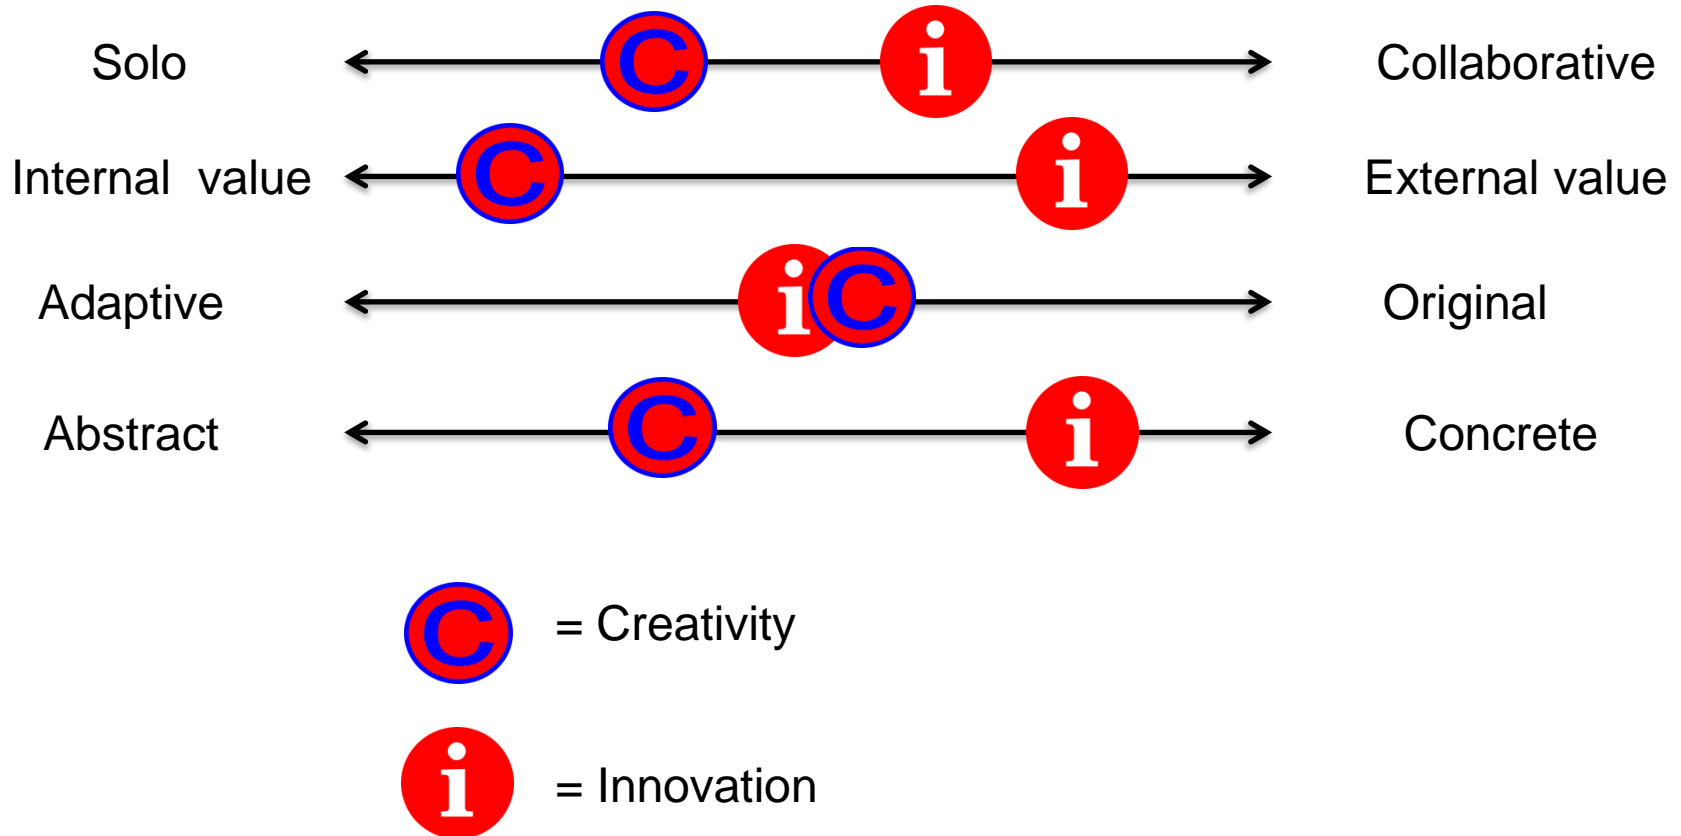 Solo C i Collaborative
Internal value C i External value
Adaptive i C Original
Abstract C i Concrete
C = Creativity
i = Innovation